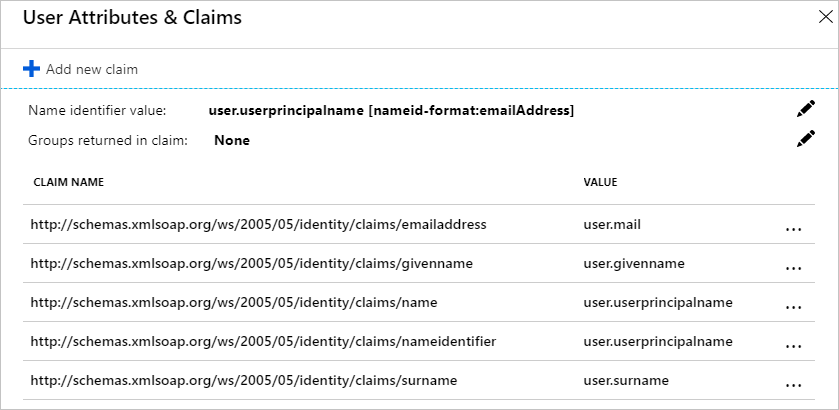 User Attributes & Claims
Add new claim
Name identifier value: user.userprincipalname [nameid-format:emailAddress]
Groups returned in claim: None
CLAIM NAME VALUE
http://schemas.xmlsoap.org/ws/2005/05/identity/claims/emailaddress user.mail ...
http://schemas.xmlsoap.org/ws/2005/05/identity/claims/givenname user.givenname ...
http://schemas.xmlsoap.org/ws/2005/05/identity/claims/name user.userprincipalname ...
http://schemas.xmlsoap.org/ws/2005/05/identity/claims/nameidentifier user.userprincipalname ...
http://schemas.xmlsoap.org/ws/2005/05/identity/claims/surname user.surname ...